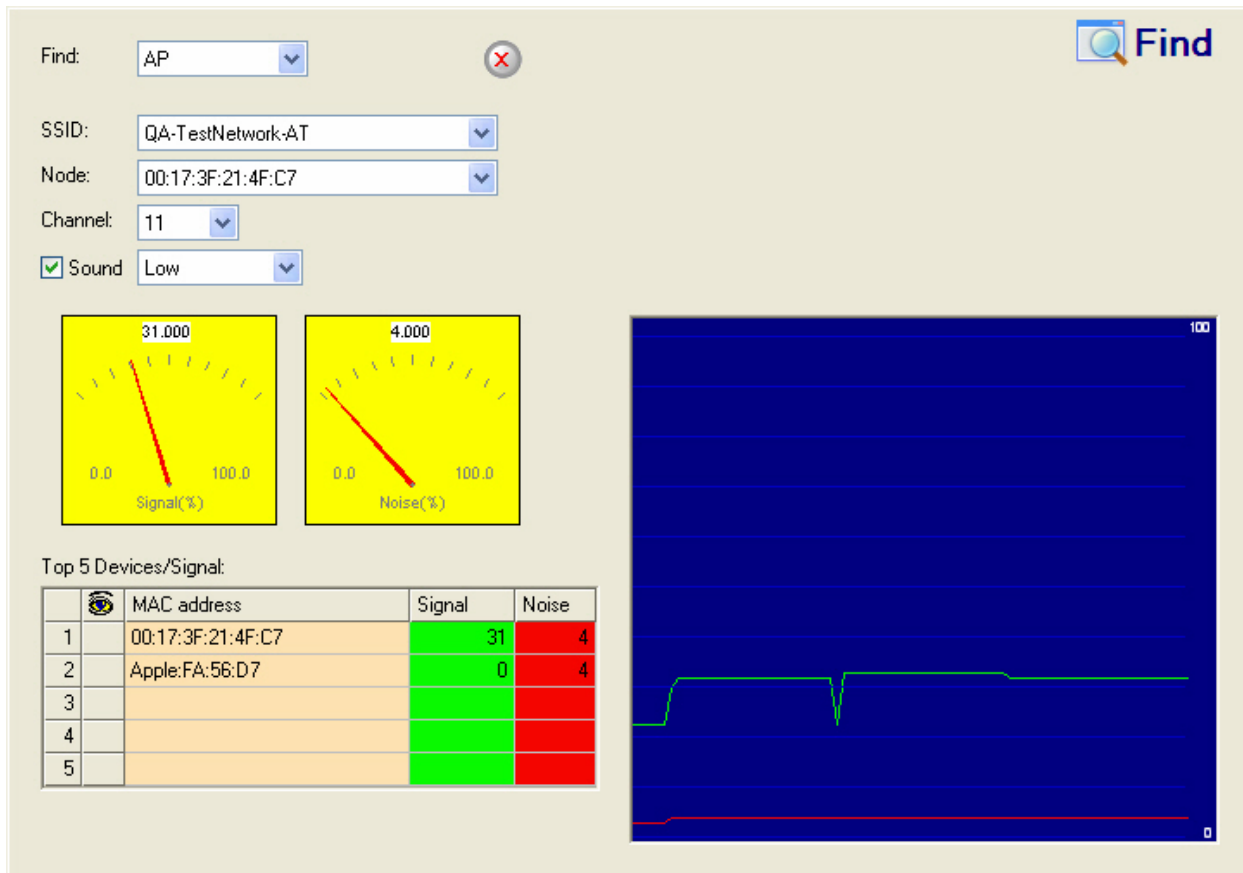 Find: AP
Find
SSID: QA-TestNetwork-AT
Node: 00:17:3F:21:4F:C7
Channel: 11
Sound Low
31.000
0.0 100.0
Signal(%)
4.000
0.0 100.0
Noise(%)
100
0
Top 5 Devices/Signal:
MAC address Signal Noise
1 00:17:3F:21:4F:C7 31 4
2 Apple:FA:56:D7 0 4
3
4
5